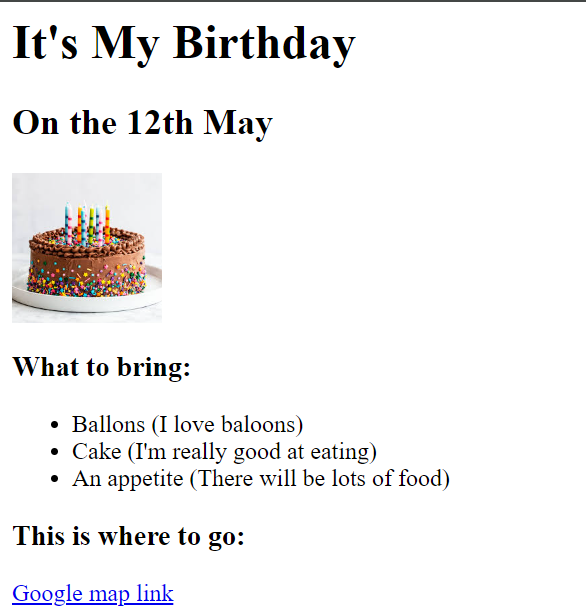 It's My Birthday
On the 12th May
What to bring:
Ballons (I love baloons)
Cake (I'm really good at eating)
An appetite (There will be lots of food)
This is where to go:
Google map link